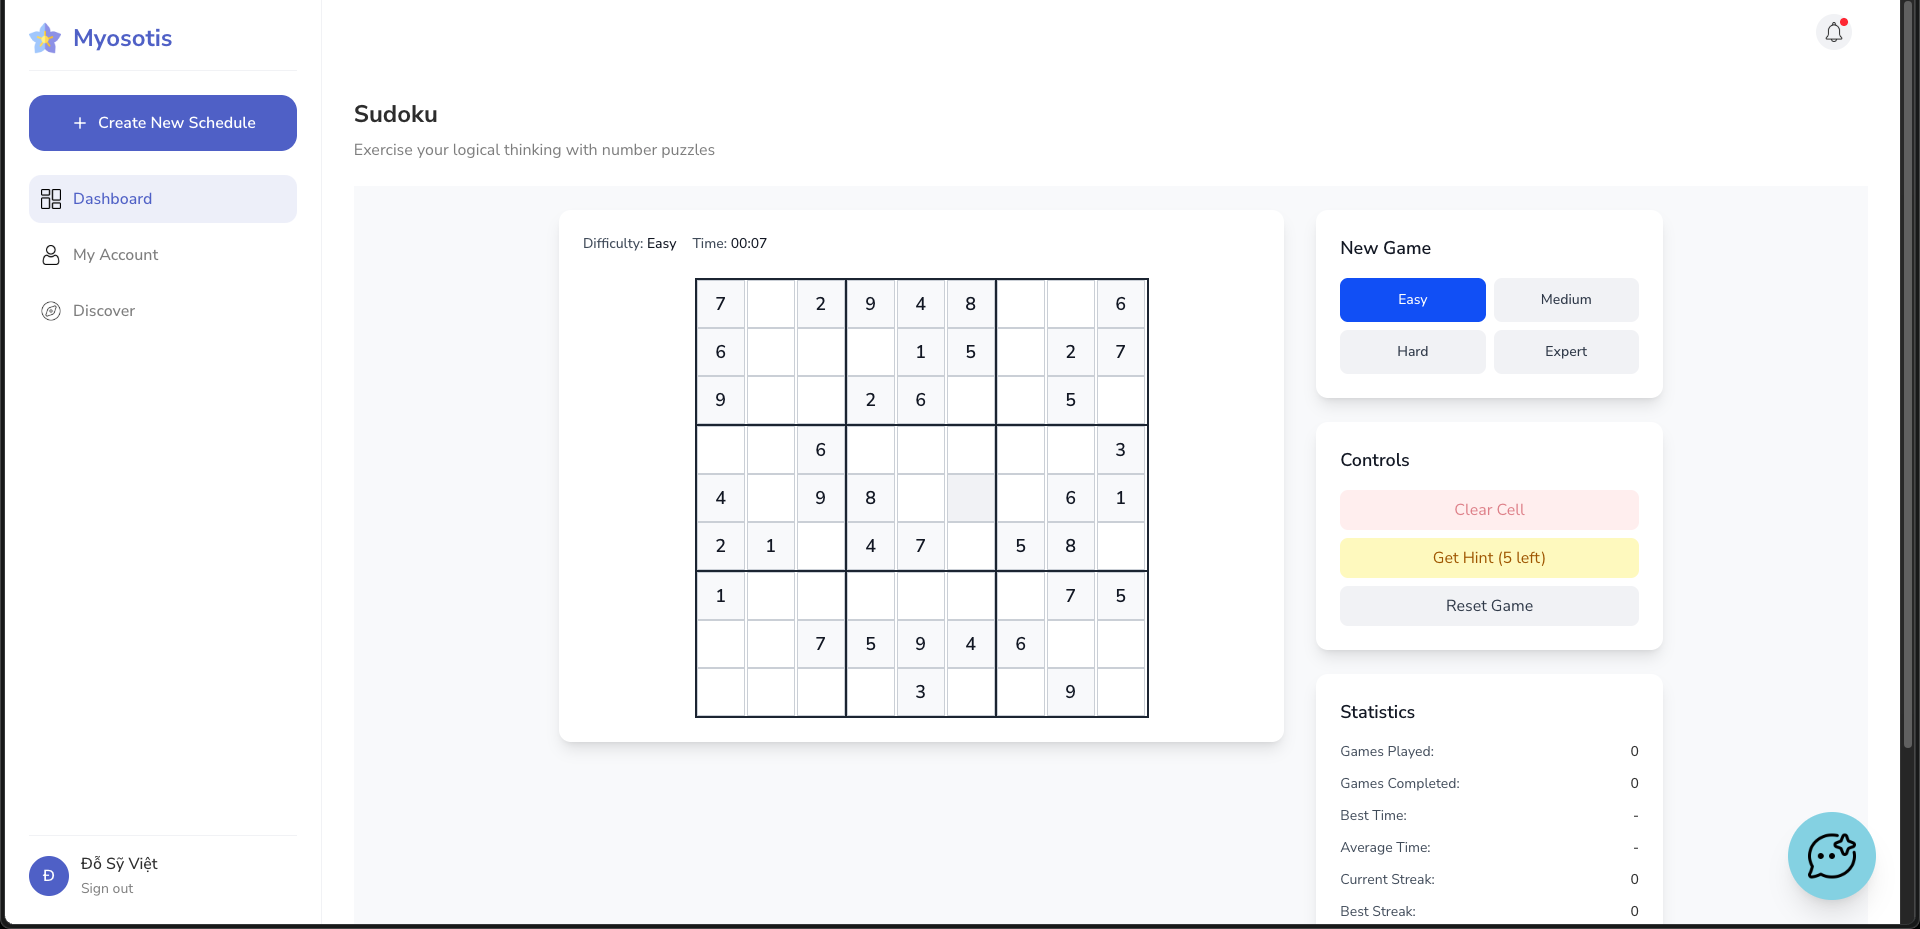 Myosotis
Create New Schedule
Dashboard
My Account
Discover
Đỗ Sỹ Việt
Đ
Sign out
Sudoku
Exercise your logical thinking with number puzzles
Difficulty: Easy Time: 00:07
7 2 9 4 8 6
6 1 5 2 7
9 2 6 5
6 3
4 9 8 6 1
2 1 4 7 5 8
1 7 5
7 5 9 4 6
3 9
New Game
Easy Medium
Hard Expert
Controls
Clear Cell
Get Hint (5 left)
Reset Game
Statistics
Games Played: 0
Games Completed: 0
Best Time: -
Average Time: -
Current Streak: 0
Best Streak: 0